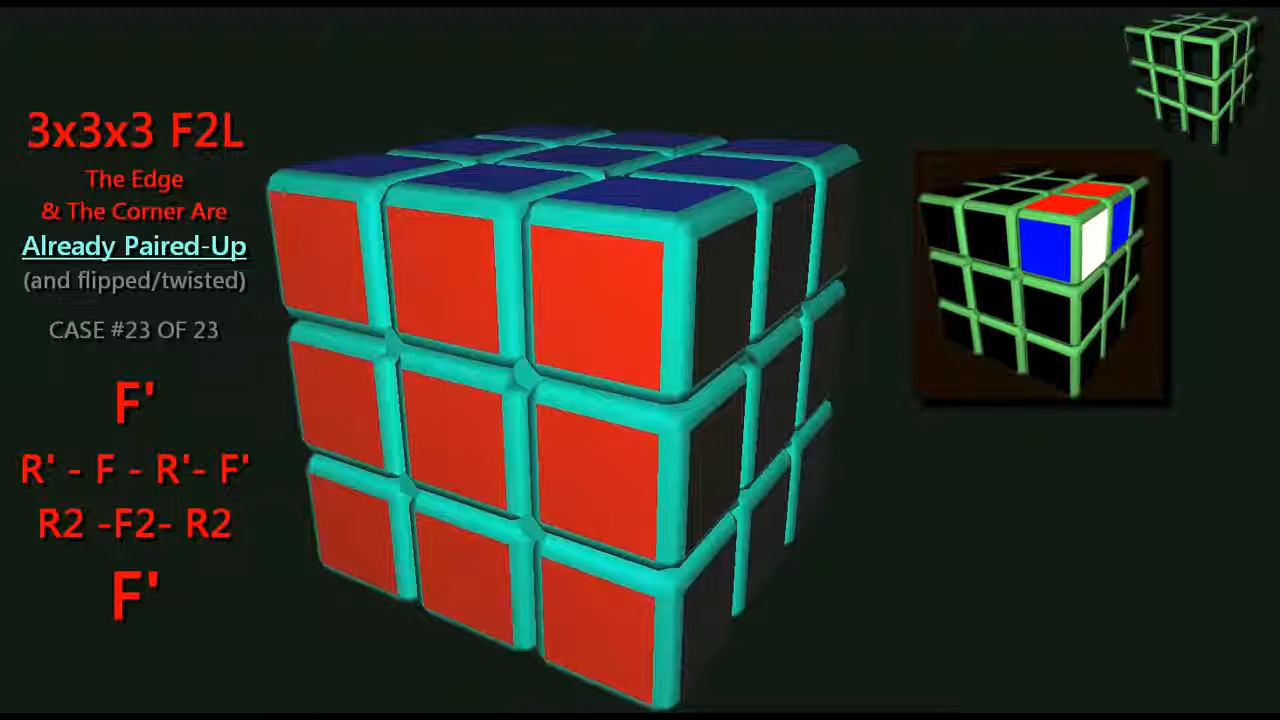 3x3x3 F2L
The Edge
& The Corner Are
Already Paired-Up
(and flipped/twisted)
CASE #23 OF 23
F'
R' - F - R'- F'
R2 -F2- R2
F'